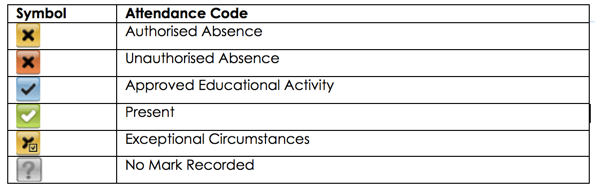 Symbol Attendance Code
Authorised Absence
Unauthorised Absence
Approved Educational Activity
Present
Exceptional Circumstances
? No Mark Recorded